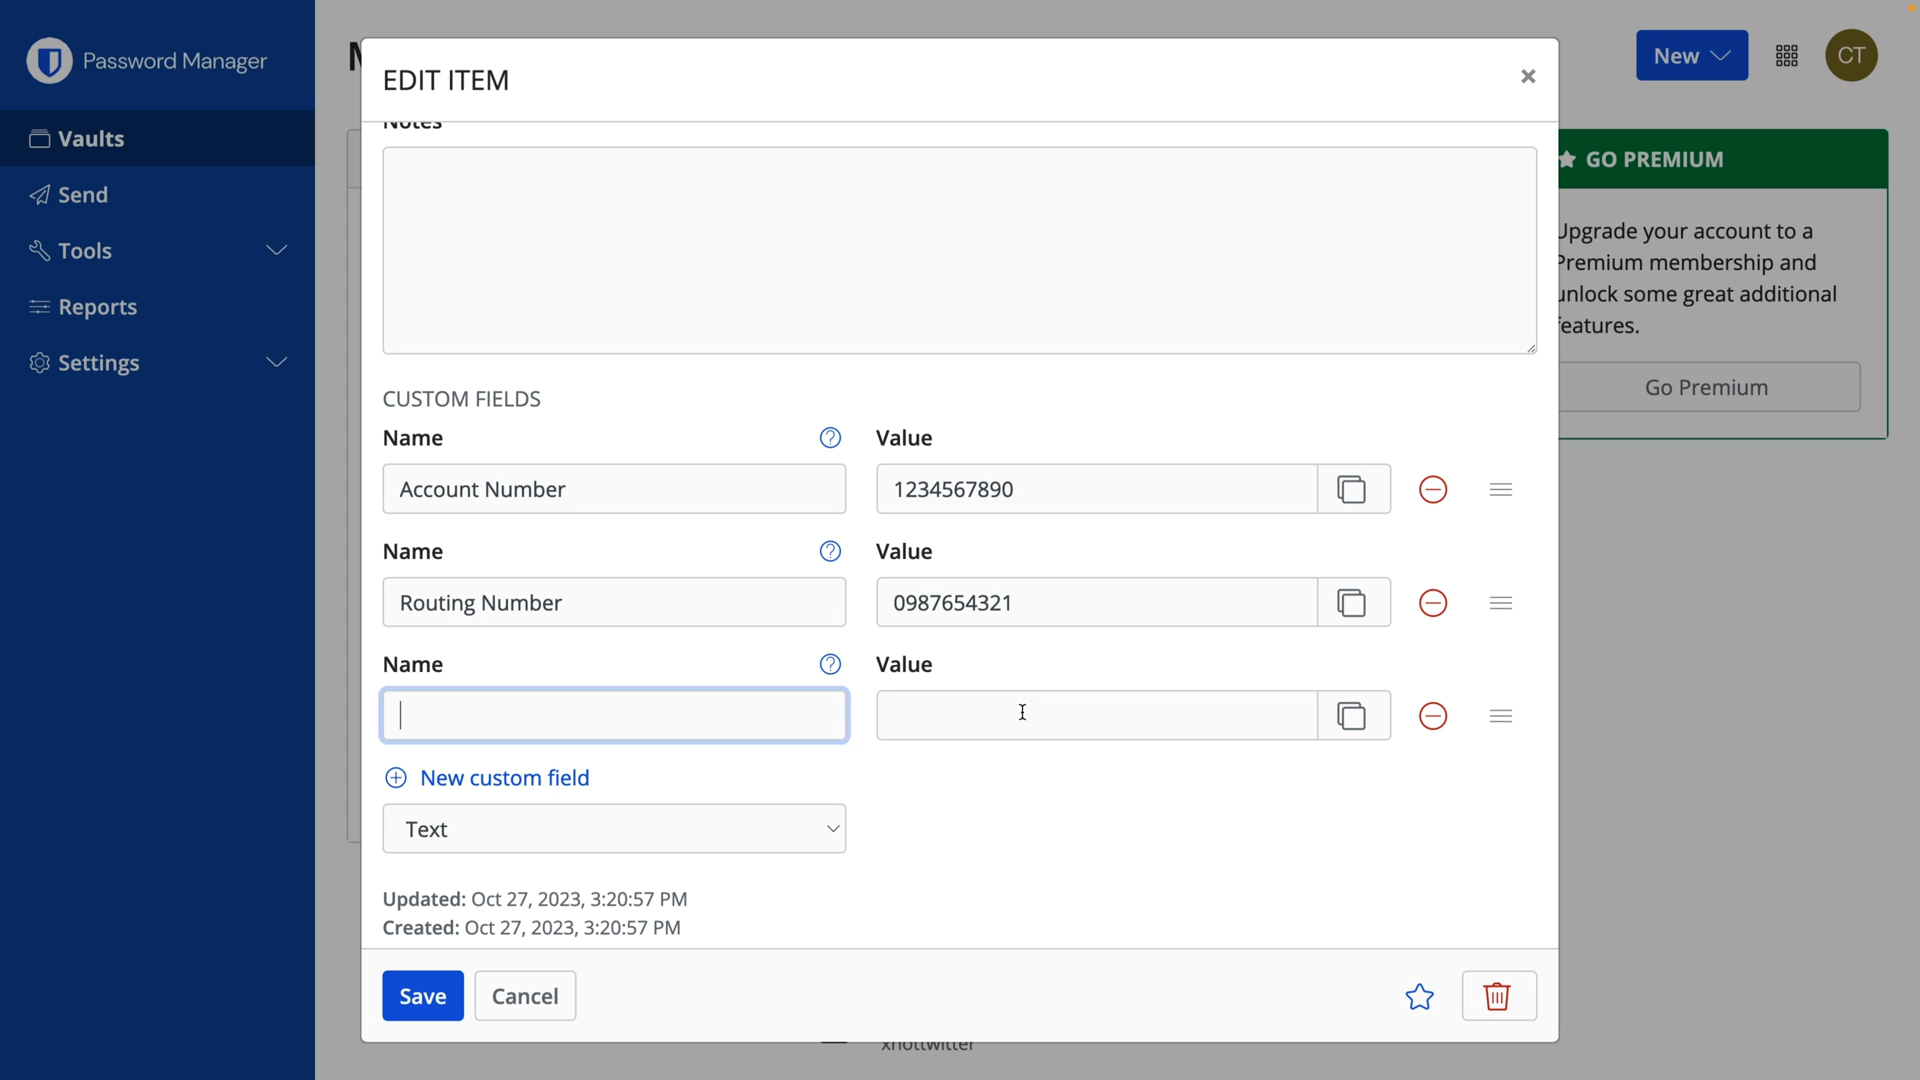 Password Manager
Vaults
Send
Tools
Reports
Settings
New
CT
EDIT ITEM
Notes
CUSTOM FIELDS
Name
Value
Account Number
1234567890
Name
Value
Routing Number
0987654321
Name
Value
New custom field
Text
Updated: Oct 27, 2023, 3:20:57 PM
Created: Oct 27, 2023, 3:20:57 PM
Save
Cancel
GO PREMIUM
Upgrade your account to a
Premium membership and
unlock some great additional
features.
Go Premium
xnottwitter